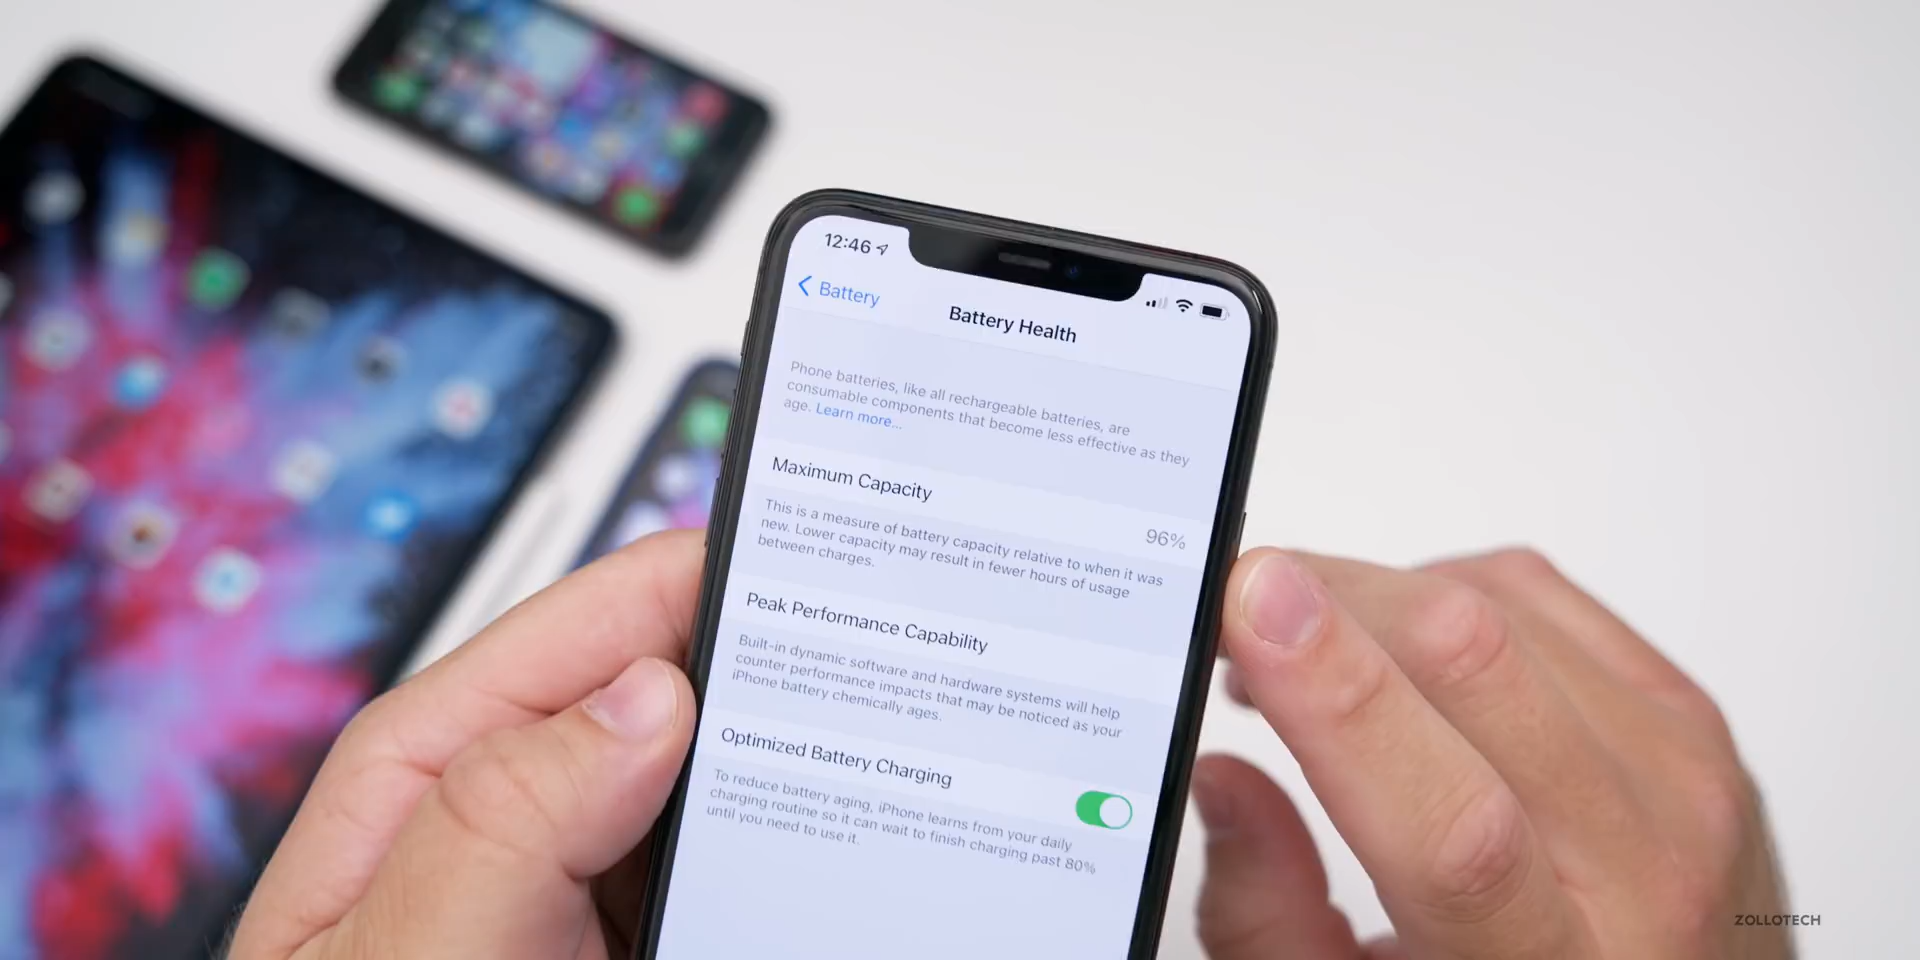 12:46
Battery
Battery Health
Phone batteries, like all rechargeable batteries, are
consumable components that become less effective as they
age. Learn more...
Maximum Capacity
96%
This is a measure of battery capacity relative to when it was
new. Lower capacity may result in fewer hours of usage
between charges.
Peak Performance Capability
Built-in dynamic software and hardware systems will help
counter performance impacts that may be noticed as your
iPhone battery chemically ages.
Optimized Battery Charging
To reduce battery aging, iPhone learns from your daily
charging routine so it can wait to finish charging past 80%
until you need to use it.
ZOLLOTECH